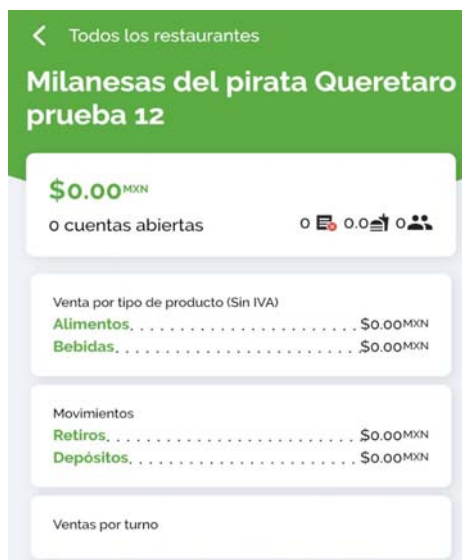 Todos los restaurantes
Milanesas del pirata Queretaro
prueba 12
$0.00MXN
0 cuentas abiertas 0 0.0 0
Venta por tipo de producto (Sin IVA)
Alimentos. . . . . . . . . . . . . . . . . . . . . . . $0.00MXN
Bebidas. . . . . . . . . . . . . . . . . . . . . . . . . $0.00MXN
Movimientos
Retiros. . . . . . . . . . . . . . . . . . . . . . . . . $0.00MXN
Depósitos. . . . . . . . . . . . . . . . . . . . . . . $0.00MXN
Ventas por turno